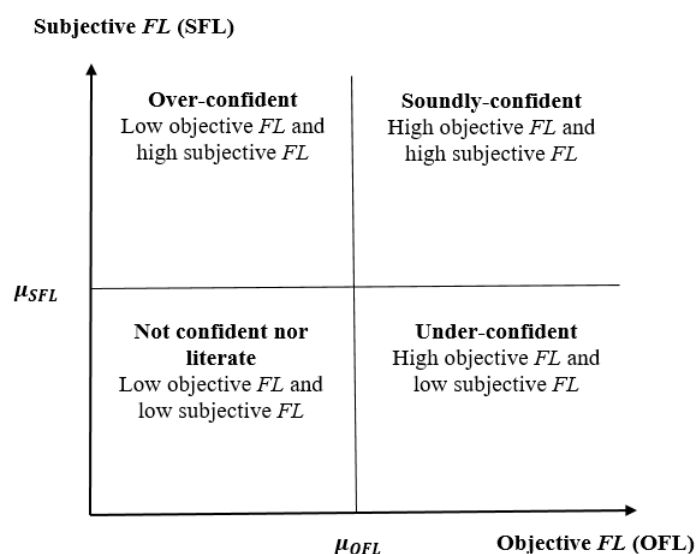 Subjective FL (SFL)
Over-confident
Low objective FL and
high subjective FL
Soundly-confident
High objective FL and
high subjective FL
μSFL
Not confident nor
literate
Low objective FL and
low subjective FL
Under-confident
High objective FL and
low subjective FL
μOFL
Objective FL (OFL)